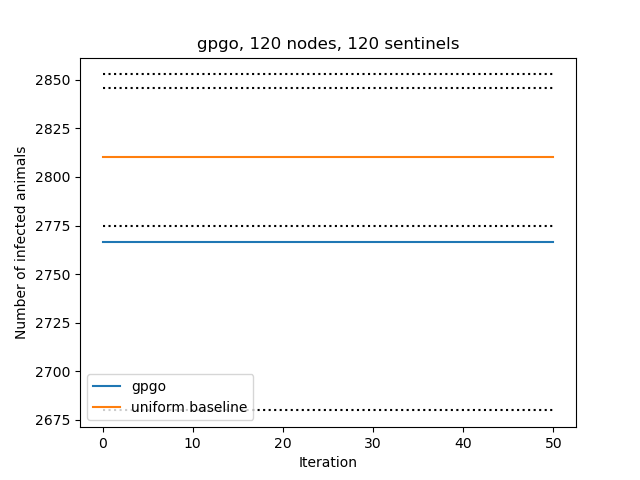 gpgo, 120 nodes, 120 sentinels
Number of infected animals
2850
2825
2800
2775
2750
2725
2700
2675
gpgo
uniform baseline
0 10 20 30 40 50
Iteration